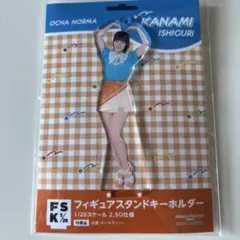 OCHA NORMA
KANAMI
ISHIGURI
FSK 1/20
フィギュアスタンドキーホルダー
1/20スケール 2.5D仕様